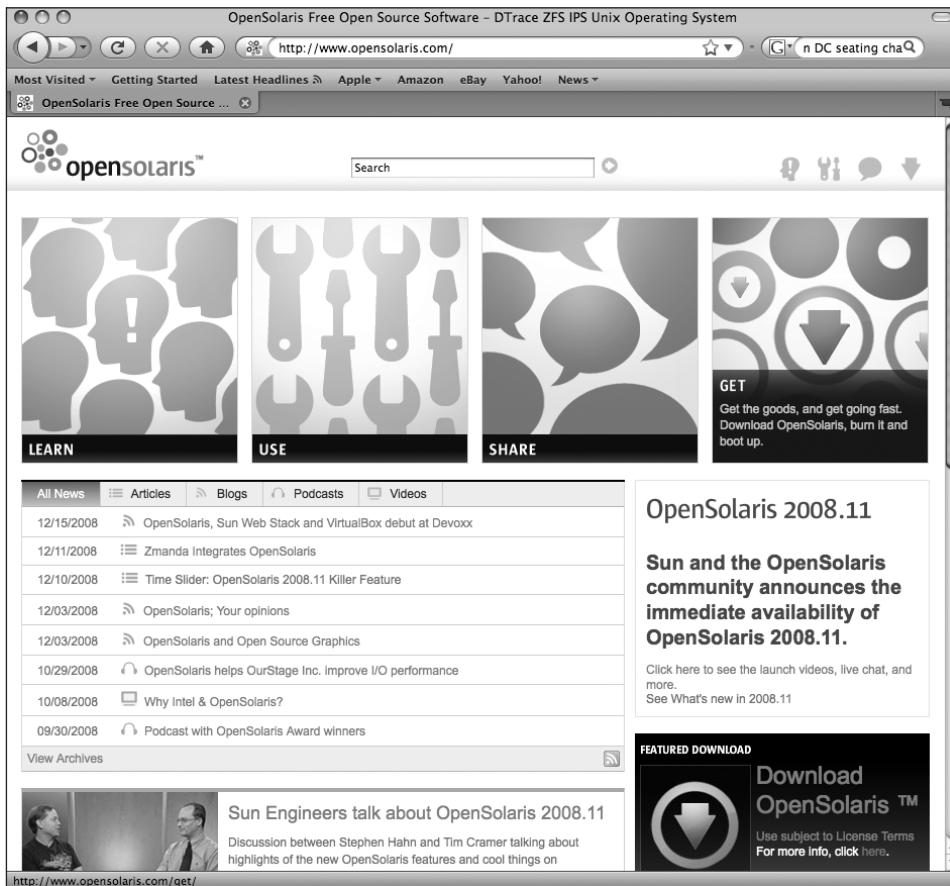 OpenSolaris Free Open Source Software – DTrace ZFS IPS Unix Operating System
http://www.opensolaris.com/
G
n DC seating cha
Most Visited
Getting Started
Latest Headlines
Apple
Amazon
eBay
Yahoo!
News
OpenSolaris Free Open Source ...
opensolaris™
Search
LEARN
USE
SHARE
GET
Get the goods, and get going fast.
Download OpenSolaris, burn it and
boot up.
All News
Articles
Blogs
Podcasts
Videos
12/15/2008 OpenSolaris, Sun Web Stack and VirtualBox debut at Devoxx
12/11/2008 Zmanda Integrates OpenSolaris
12/10/2008 Time Slider: OpenSolaris 2008.11 Killer Feature
12/03/2008 OpenSolaris; Your opinions
12/03/2008 OpenSolaris and Open Source Graphics
10/29/2008 OpenSolaris helps OurStage Inc. improve I/O performance
10/08/2008 Why Intel & OpenSolaris?
09/30/2008 Podcast with OpenSolaris Award winners
View Archives
OpenSolaris 2008.11
Sun and the OpenSolaris
community announces the
immediate availability of
OpenSolaris 2008.11.
Click here to see the launch videos, live chat, and
more.
See What's new in 2008.11
FEATURED DOWNLOAD
Download
OpenSolaris ™
Use subject to License Terms
For more info, click here.
Sun Engineers talk about OpenSolaris 2008.11
Discussion between Stephen Hahn and Tim Cramer talking about
highlights of the new OpenSolaris features and cool things on
http://www.opensolaris.com/get/